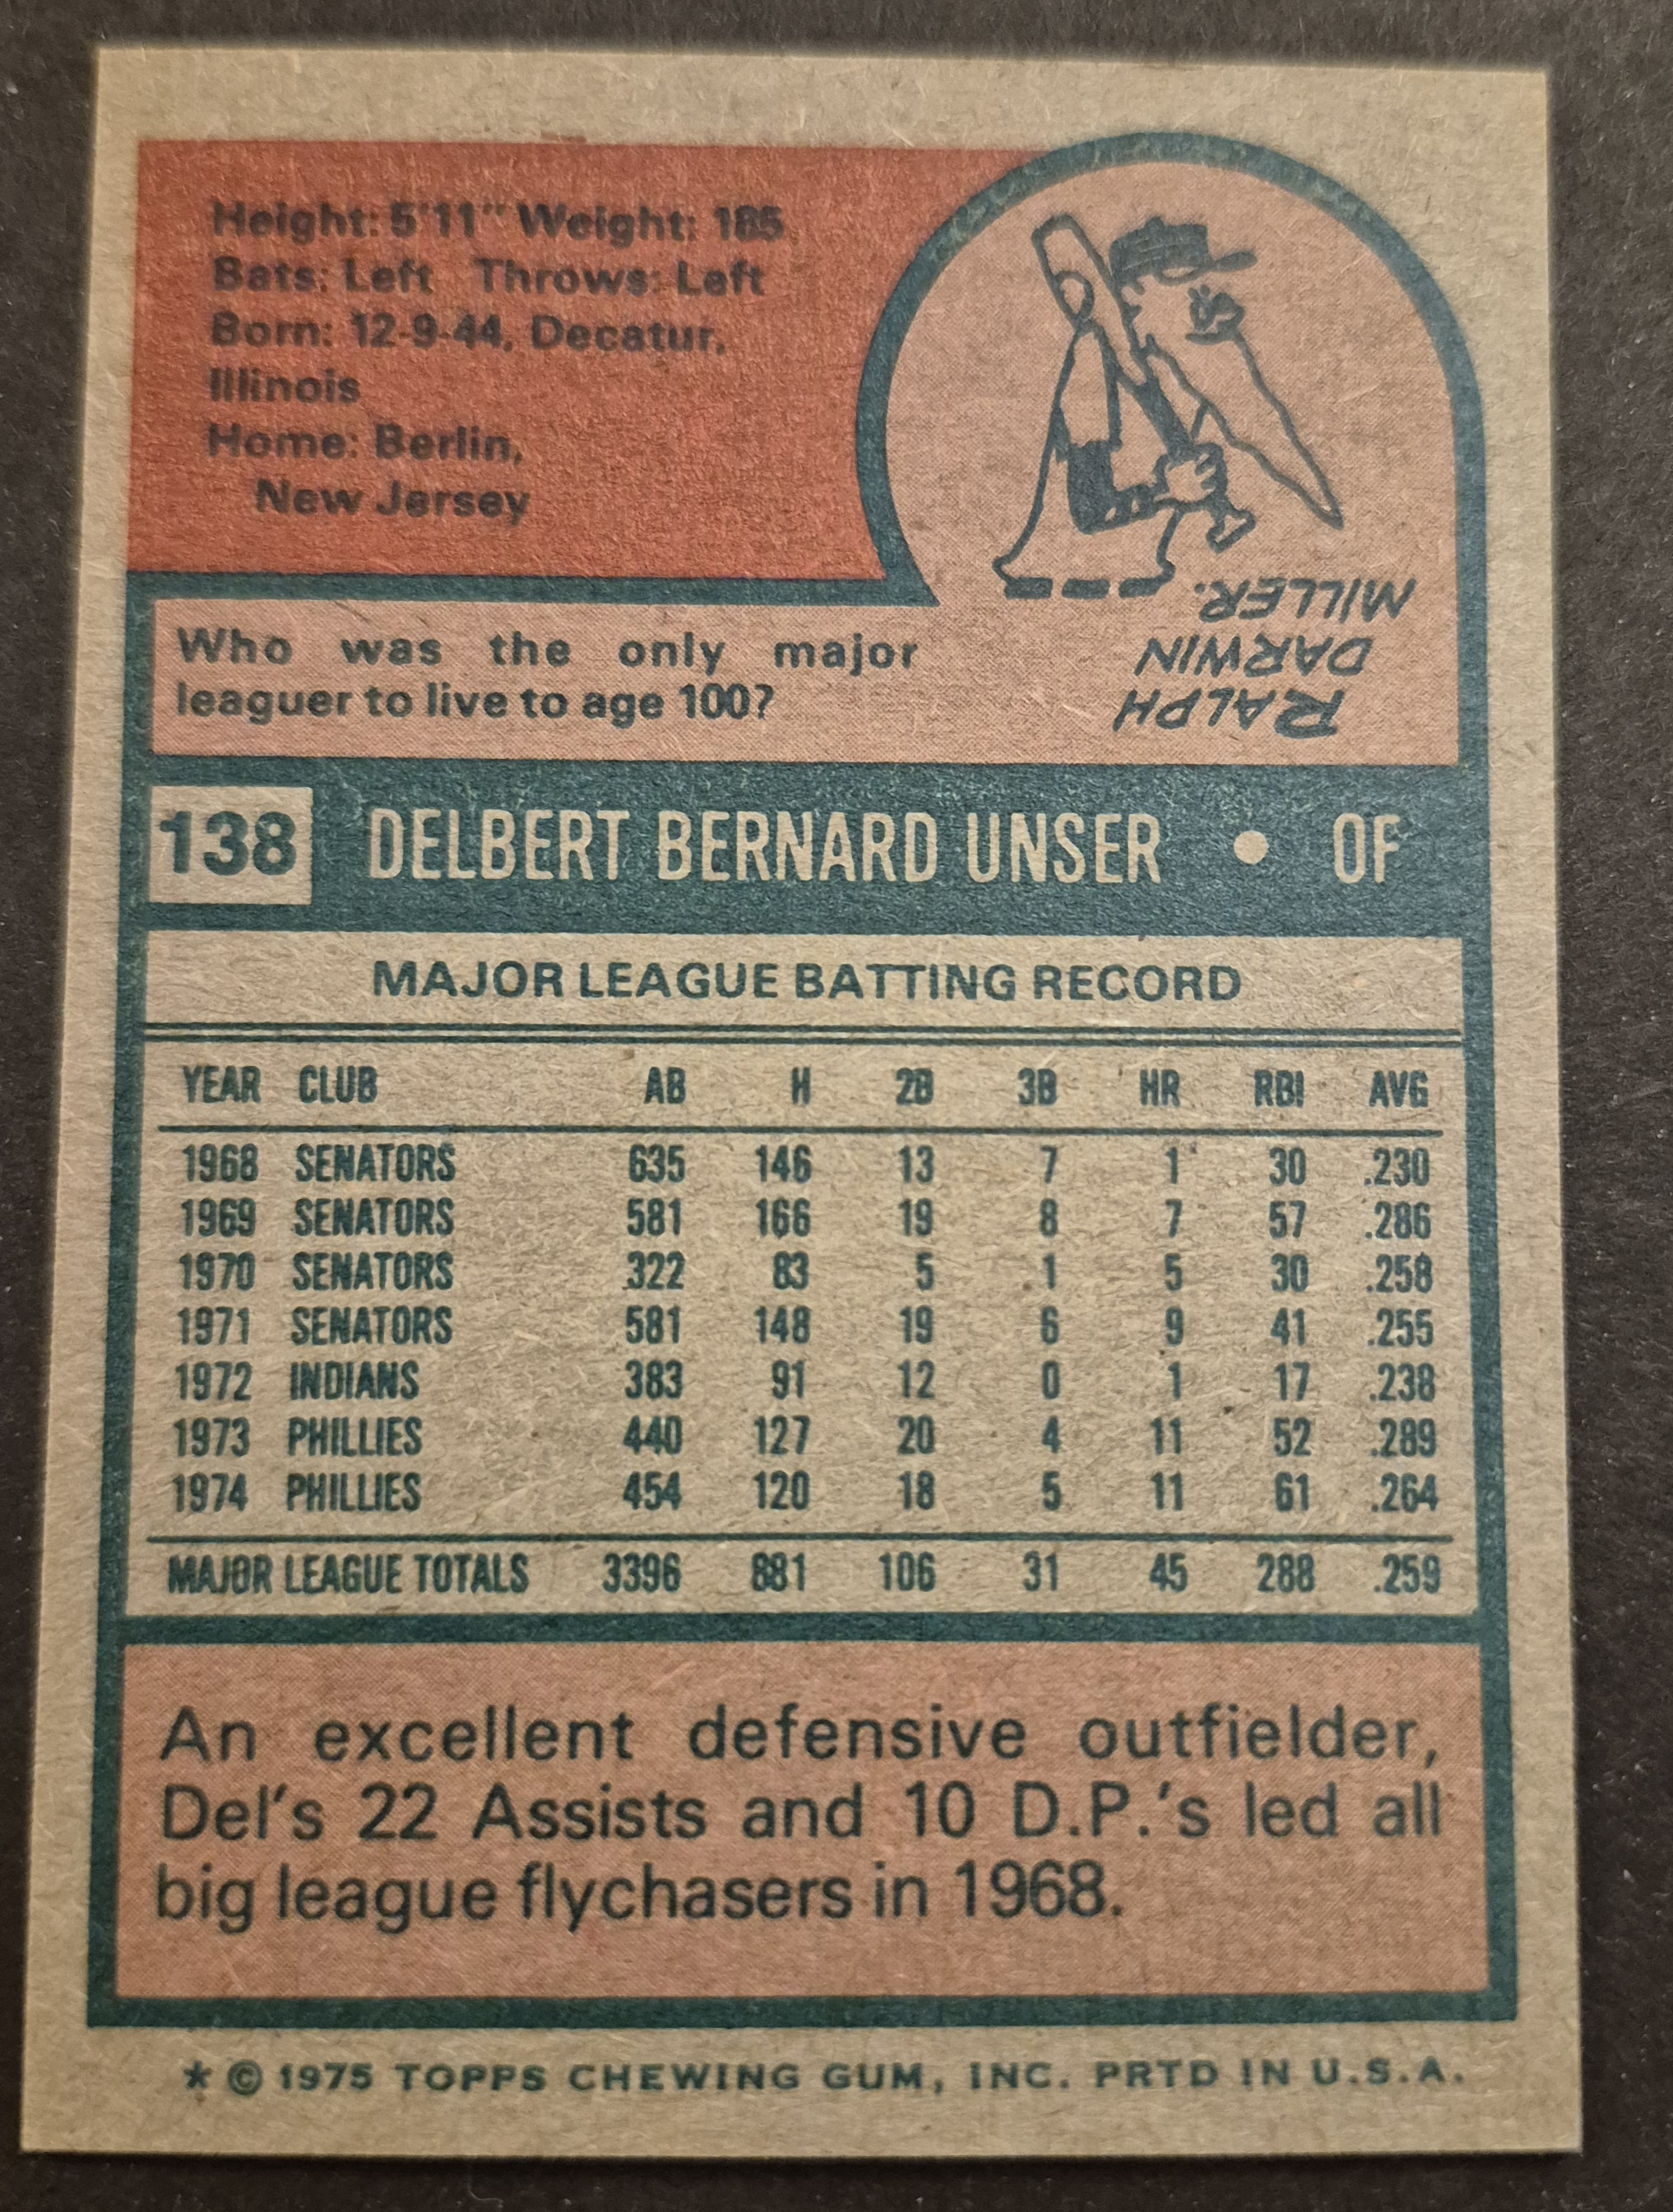 Height: 5'11" Weight: 185
Bats: Left Throws: Left
Born: 12-9-44, Decatur,
Illinois
Home: Berlin,
New Jersey
Who was the only major
leaguer to live to age 100?
RALPH
DARWIN
MILLER.
138 DELBERT BERNARD UNSER • OF
MAJOR LEAGUE BATTING RECORD
YEAR CLUB AB H 2B 3B HR RBI AVG
1968 SENATORS 635 146 13 7 1 30 .230
1969 SENATORS 581 166 19 8 7 57 .286
1970 SENATORS 322 83 5 1 5 30 .258
1971 SENATORS 581 148 19 6 9 41 .255
1972 INDIANS 383 91 12 0 1 17 .238
1973 PHILLIES 440 127 20 4 11 52 .289
1974 PHILLIES 454 120 18 5 11 61 .264
MAJOR LEAGUE TOTALS 3396 881 106 31 45 288 .259
An excellent defensive outfielder,
Del's 22 Assists and 10 D.P.'s led all
big league flychasers in 1968.
* © 1975 TOPPS CHEWING GUM, INC. PRTD IN U.S.A.